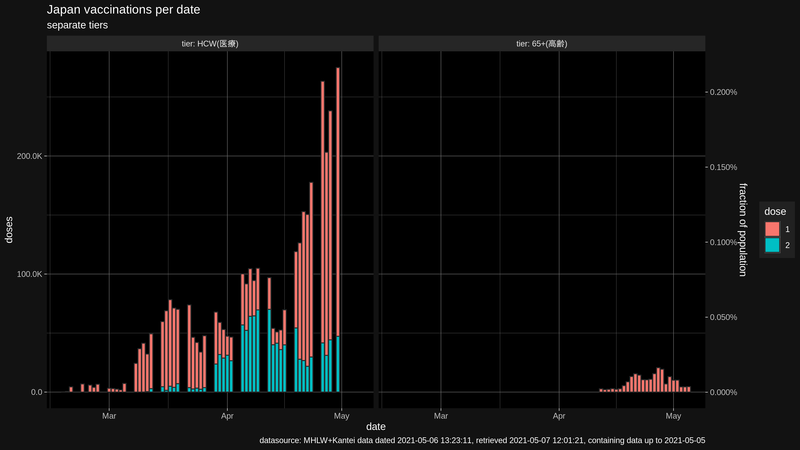 Japan vaccinations per date
separate tiers
tier: HCW(医療)
tier: 65+(高齢)
doses
200.0K
100.0K
0.0
0.200%
0.150%
0.100%
0.050%
0.000%
fraction of population
dose
1
2
Mar
Apr
May
Mar
Apr
May
date
datasource: MHLW+Kantei data dated 2021-05-06 13:23:11, retrieved 2021-05-07 12:01:21, containing data up to 2021-05-05